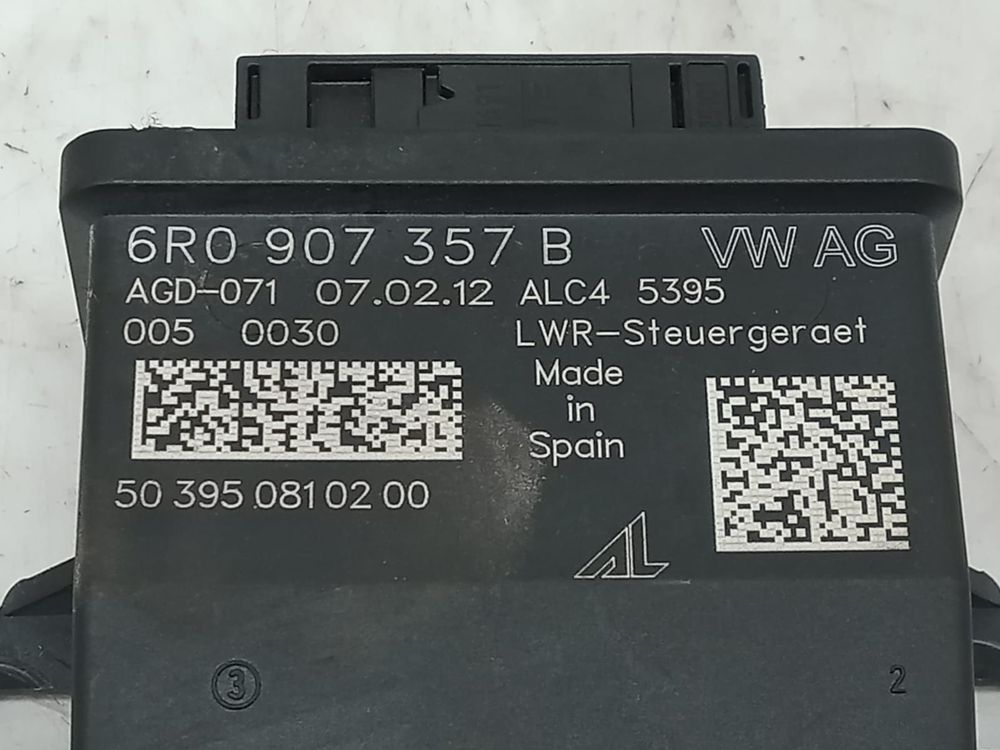 6R0 907 357 B VW AG
AGD-071 07.02.12 ALC4 5395
005 0030 LWR-Steuergeraet
Made
in
Spain
50 395 081 02 00
AL
3 2